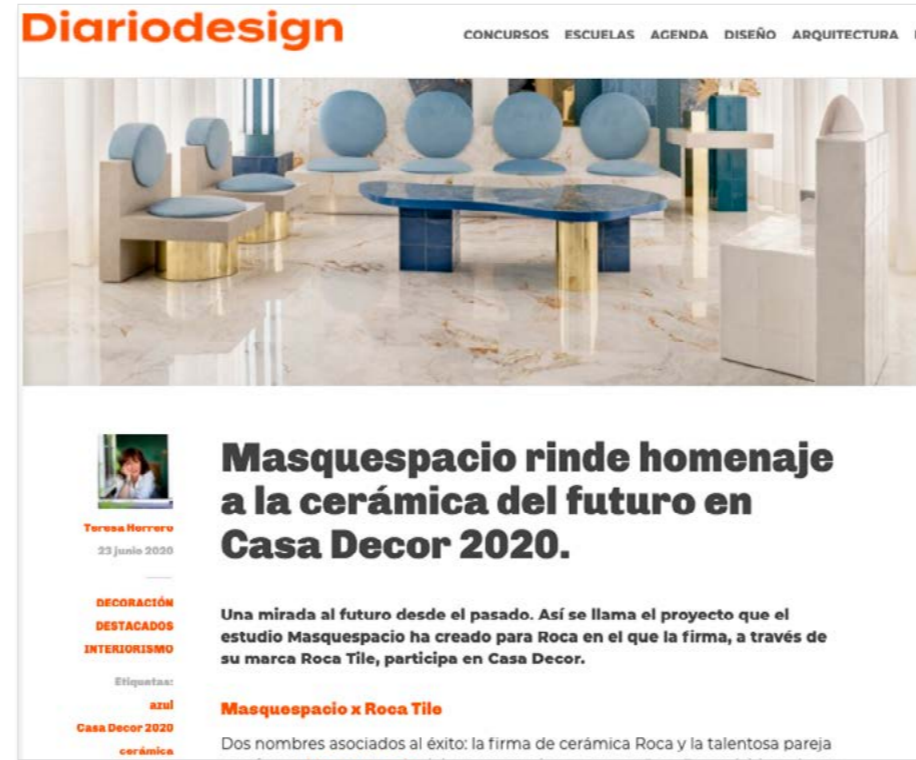 Diariodesign
CONCURSOS ESCUELAS AGENDA DISEÑO ARQUITECTURA
Teresa Herrero
23 junio 2020
DECORACIÓN
DESTACADOS
INTERIORISMO
Etiquetas:
azul
Casa Decor 2020
cerámica
Masquespacio rinde homenaje
a la cerámica del futuro en
Casa Decor 2020.
Una mirada al futuro desde el pasado. Así se llama el proyecto que el
estudio Masquespacio ha creado para Roca en el que la firma, a través de
su marca Roca Tile, participa en Casa Decor.
Masquespacio x Roca Tile
Dos nombres asociados al éxito: la firma de cerámica Roca y la talentosa pareja